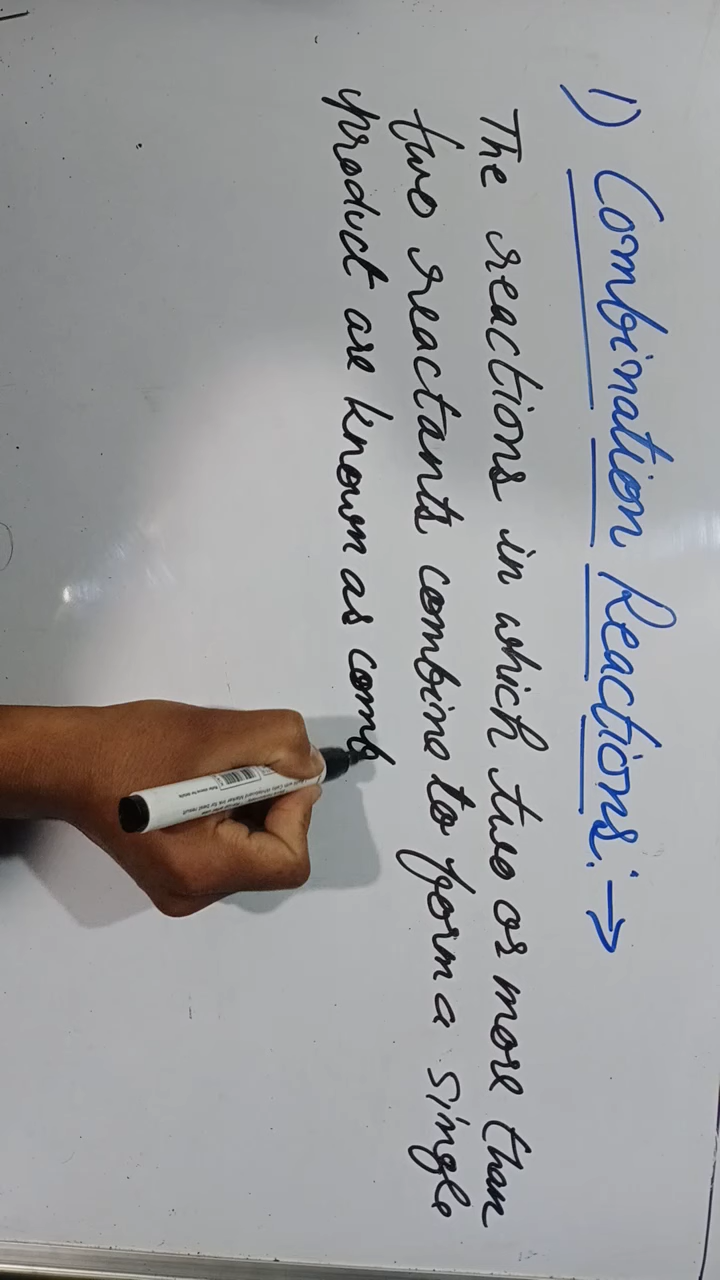 1) Combination Reactions:→
The reactions in which two or more than
two reactants combine to form a single
product are known as comb